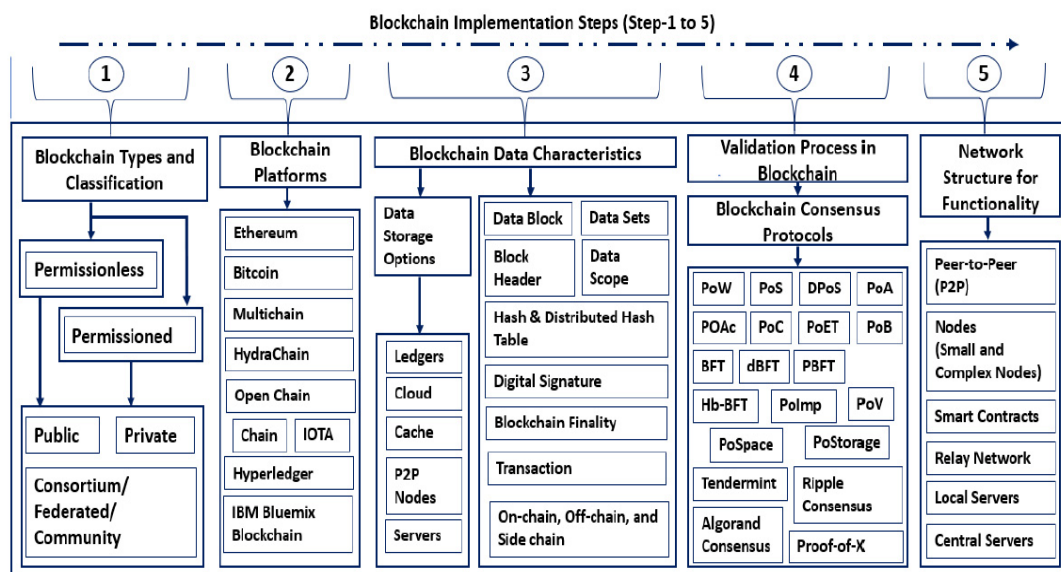 Blockchain Implementation Steps (Step-1 to 5)
1
2
3
4
5
Blockchain Types and
Classification
Permissionless
Permissioned
Public
Private
Consortium/
Federated/
Community
Blockchain
Platforms
Ethereum
Bitcoin
Multichain
HydraChain
Open Chain
Chain
IOTA
Hyperledger
IBM Bluemix
Blockchain
Blockchain Data Characteristics
Data
Storage
Options
Ledgers
Cloud
Cache
P2P
Nodes
Servers
Data Block
Data Sets
Block
Header
Data
Scope
Hash & Distributed Hash
Table
Digital Signature
Blockchain Finality
Transaction
On-chain, Off-chain, and
Side chain
Validation Process in
Blockchain
Blockchain Consensus
Protocols
PoW
PoS
DPoS
PoA
POAc
PoC
PoET
PoB
BFT
dBFT
PBFT
Hb-BFT
PoImp
PoV
PoSpace
PoStorage
Tendermint
Ripple
Consensus
Algorand
Consensus
Proof-of-X
Network
Structure for
Functionality
Peer-to-Peer
(P2P)
Nodes
(Small and
Complex Nodes)
Smart Contracts
Relay Network
Local Servers
Central Servers